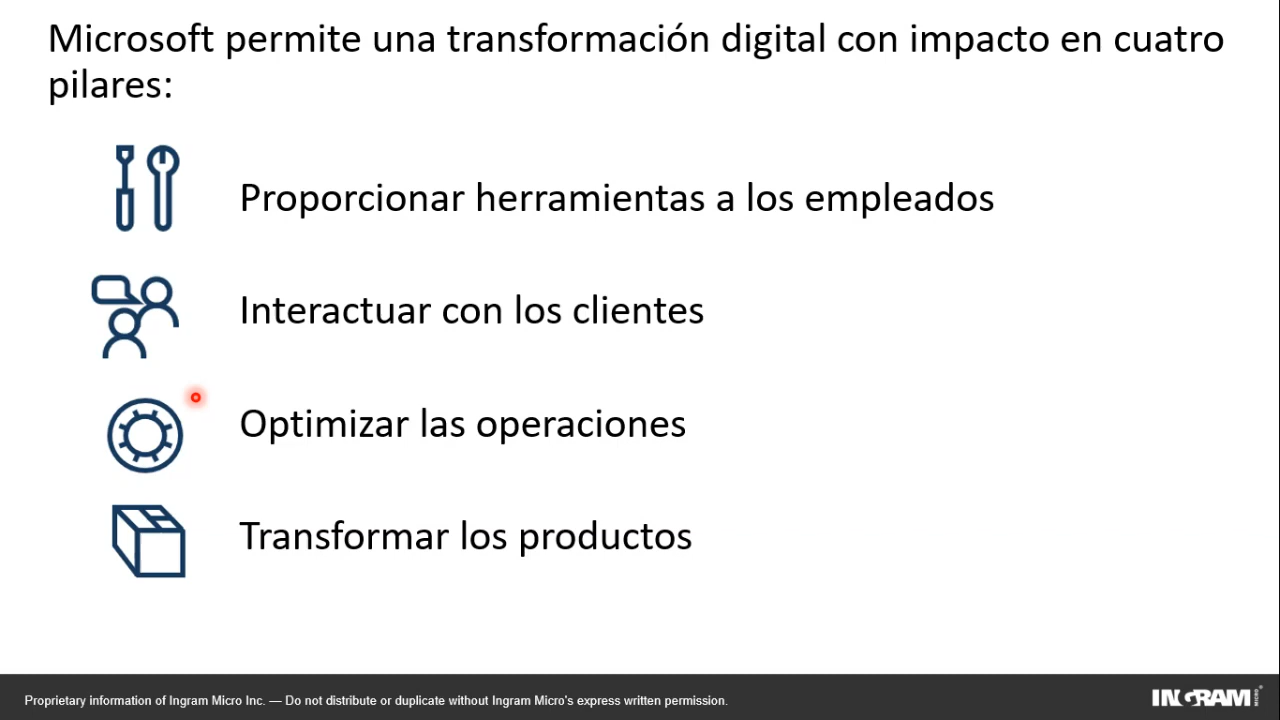 Microsoft permite una transformación digital con impacto en cuatro
pilares:
Proporcionar herramientas a los empleados
Interactuar con los clientes
Optimizar las operaciones
Transformar los productos
Proprietary information of Ingram Micro Inc. — Do not distribute or duplicate without Ingram Micro's express written permission.
INGRAM MICRO ®